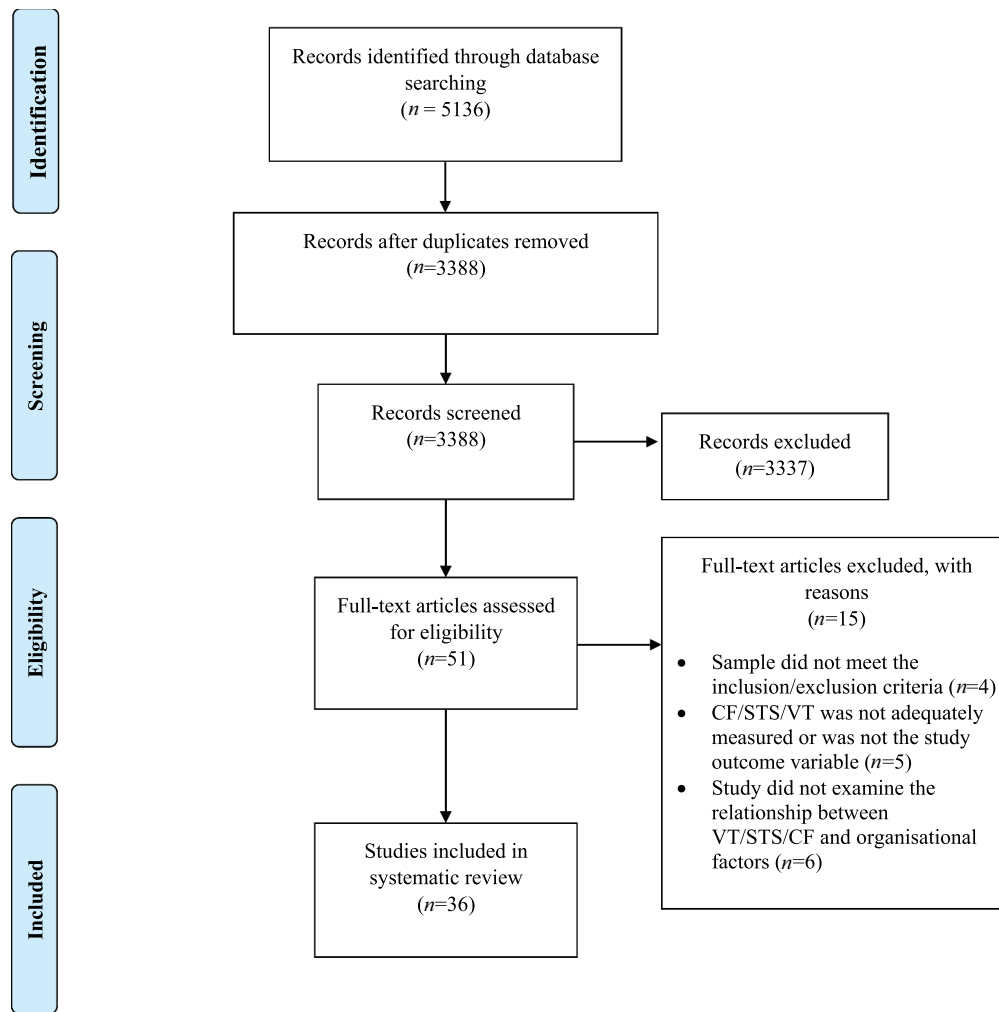 Identification
Records identified through database
searching
(n = 5136)
Records after duplicates removed
(n=3388)
Screening
Records screened
(n=3388)
Records excluded
(n=3337)
Eligibility
Full-text articles assessed
for eligibility
(n=51)
Full-text articles excluded, with
reasons
(n=15)
• Sample did not meet the
inclusion/exclusion criteria (n=4)
• CF/STS/VT was not adequately
measured or was not the study
outcome variable (n=5)
• Study did not examine the
relationship between
VT/STS/CF and organisational
factors (n=6)
Included
Studies included in
systematic review
(n=36)